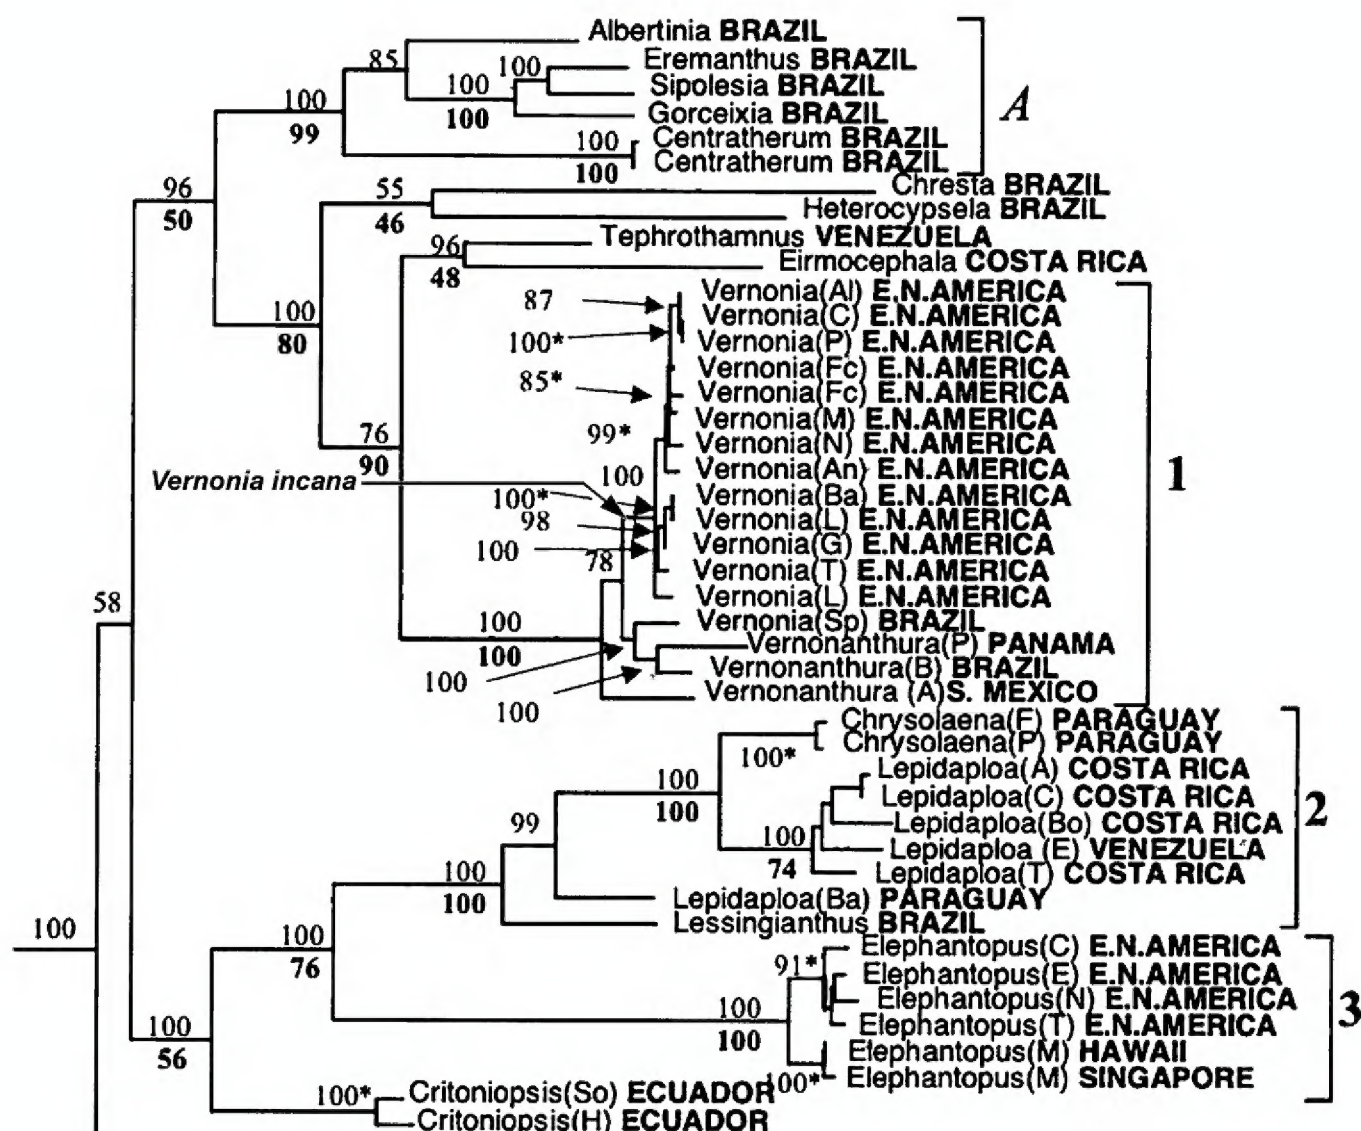 Albertinia BRAZIL
85
100
Eremanthus BRAZIL
100
Sipolesia BRAZIL
100
100
Gorceixia BRAZIL
A
99
100
Centratherum BRAZIL
100
Centratherum BRAZIL
96
50
55
Chresta BRAZIL
46
Heterocypsela BRAZIL
96
Tephrothamnus VENEZUELA
48
Eirmocephala COSTA RICA
87
Vernonia(Al) E.N.AMERICA
100
80
Vernonia(C) E.N.AMERICA
100*
Vernonia(P) E.N.AMERICA
Vernonia(Fc) E.N.AMERICA
85*
Vernonia(Fc) E.N.AMERICA
Vernonia(M) E.N.AMERICA
76
90
99*
Vernonia(N) E.N.AMERICA
Vernonia(An) E.N.AMERICA
1
Vernonia incana
100
100*
Vernonia(Ba) E.N.AMERICA
98
Vernonia(L) E.N.AMERICA
100
Vernonia(G) E.N.AMERICA
78
Vernonia(T) E.N.AMERICA
Vernonia(L) E.N.AMERICA
58
100
100
Vernonia(Sp) BRAZIL
Vernonanthura(P) PANAMA
Vernonanthura(B) BRAZIL
100
100
Vernonanthura (A)S. MEXICO
Chrysolaena(F) PARAGUAY
100*
Chrysolaena(P) PARAGUAY
100
100
Lepidaploa(A) COSTA RICA
Lepidaploa(C) COSTA RICA
2
99
100
74
Lepidaploa(Bo) COSTA RICA
Lepidaploa (E) VENEZUELA
Lepidaploa(T) COSTA RICA
100
100
Lepidaploa(Ba) PARAGUAY
Lessingianthus BRAZIL
100
100
76
91*
Elephantopus(C) E.N.AMERICA
Elephantopus(E) E.N.AMERICA
Elephantopus(N) E.N.AMERICA
3
100
100
Elephantopus(T) E.N.AMERICA
100
56
Elephantopus(M) HAWAII
100*
Elephantopus(M) SINGAPORE
100*
Critoniopsis(So) ECUADOR
Critoniopsis(H) ECUADOR